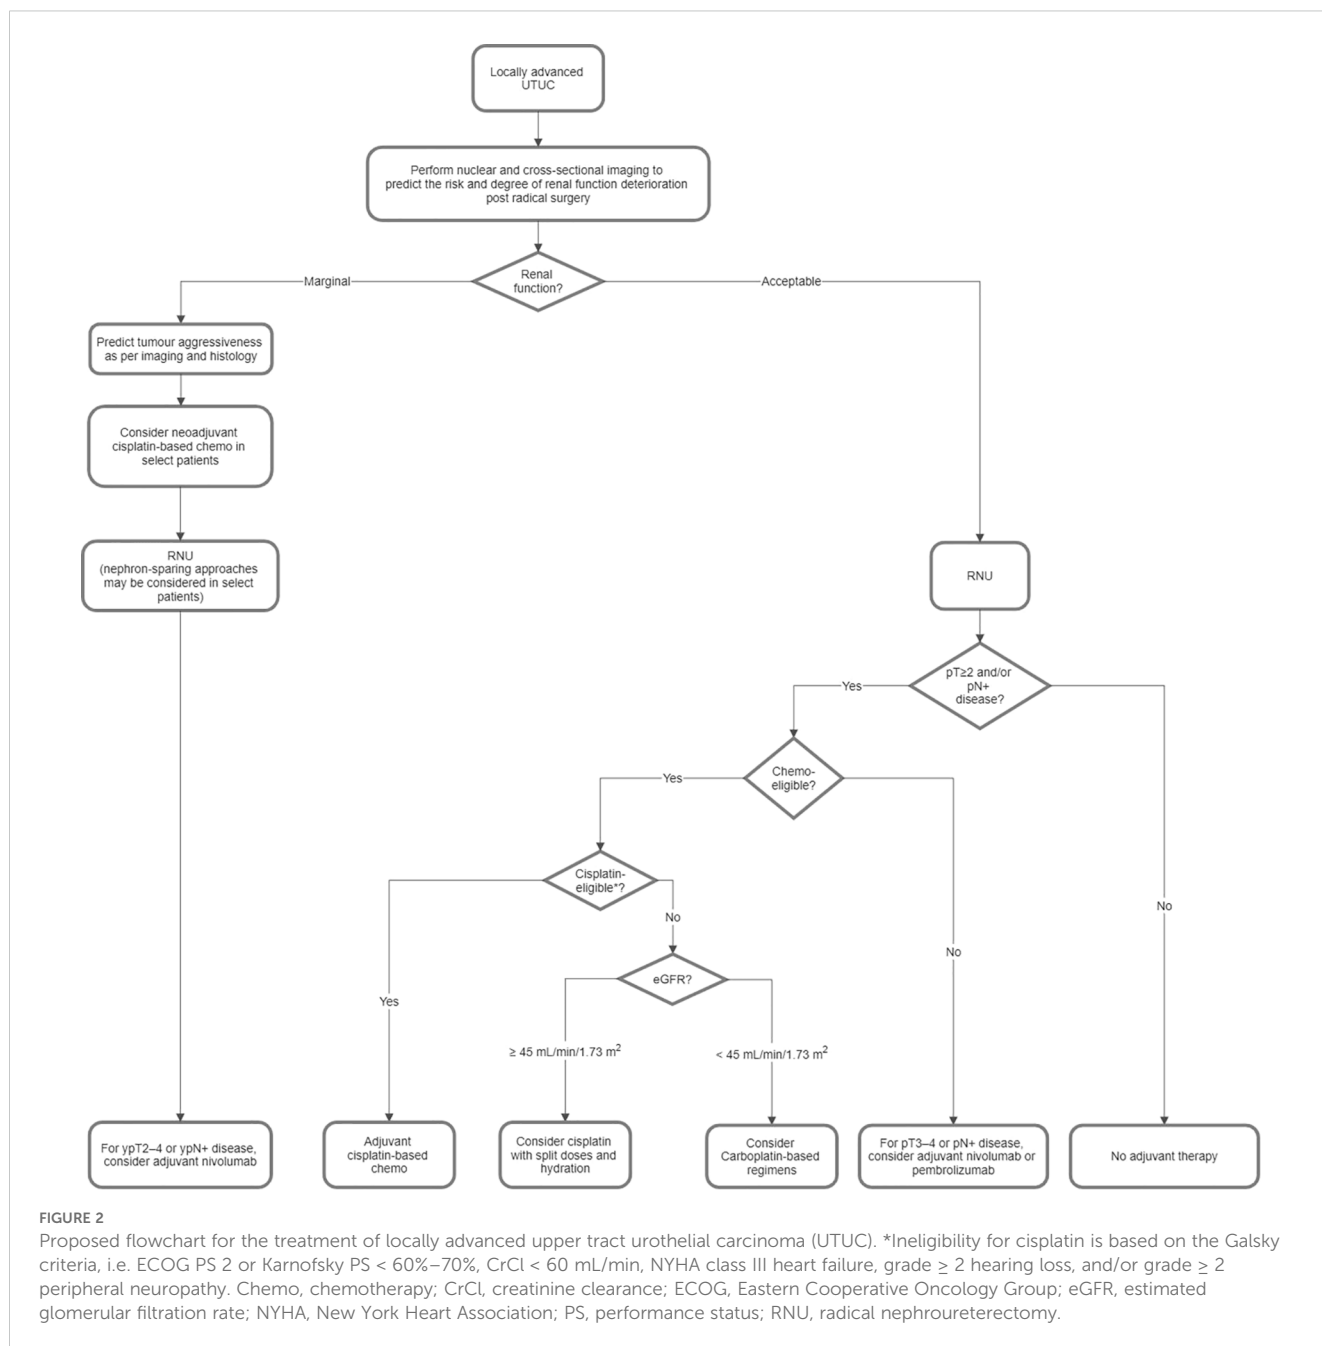 Locally advanced
UTUC
Perform nuclear and cross-sectional imaging to
predict the risk and degree of renal function deterioration
post radical surgery
Renal
function?
Marginal
Acceptable
Predict tumour aggressiveness
as per imaging and histology
Consider neoadjuvant
cisplatin-based chemo in
select patients
RNU
(nephron-sparing approaches
may be considered in select
patients)
RNU
pT≥2 and/or
pN+
disease?
Yes
Chemo-
eligible?
Yes
Cisplatin-
eligible*?
No
No
No
eGFR?
Yes
≥ 45 mL/min/1.73 m²
< 45 mL/min/1.73 m²
For ypT2–4 or ypN+ disease,
consider adjuvant nivolumab
Adjuvant
cisplatin-based
chemo
Consider cisplatin
with split doses and
hydration
Consider
Carboplatin-based
regimens
For pT3–4 or pN+ disease,
consider adjuvant nivolumab or
pembrolizumab
No adjuvant therapy
FIGURE 2
Proposed flowchart for the treatment of locally advanced upper tract urothelial carcinoma (UTUC). *Ineligibility for cisplatin is based on the Galsky
criteria, i.e. ECOG PS 2 or Karnofsky PS < 60%–70%, CrCl < 60 mL/min, NYHA class III heart failure, grade ≥ 2 hearing loss, and/or grade ≥ 2
peripheral neuropathy. Chemo, chemotherapy; CrCl, creatinine clearance; ECOG, Eastern Cooperative Oncology Group; eGFR, estimated
glomerular filtration rate; NYHA, New York Heart Association; PS, performance status; RNU, radical nephroureterectomy.